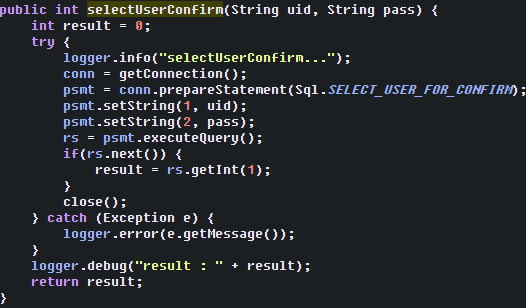 public int selectUserConfirm(String uid, String pass) {
    int result = 0;
    try {
        logger.info("selectUserConfirm...");
        conn = getConnection();
        psmt = conn.prepareStatement(Sql.SELECT_USER_FOR_CONFIRM);
        psmt.setString(1, uid);
        psmt.setString(2, pass);
        rs = psmt.executeQuery();
        if(rs.next()) {
            result = rs.getInt(1);
        }
        close();
    } catch (Exception e) {
        logger.error(e.getMessage());
    }
    logger.debug("result : " + result);
    return result;
}